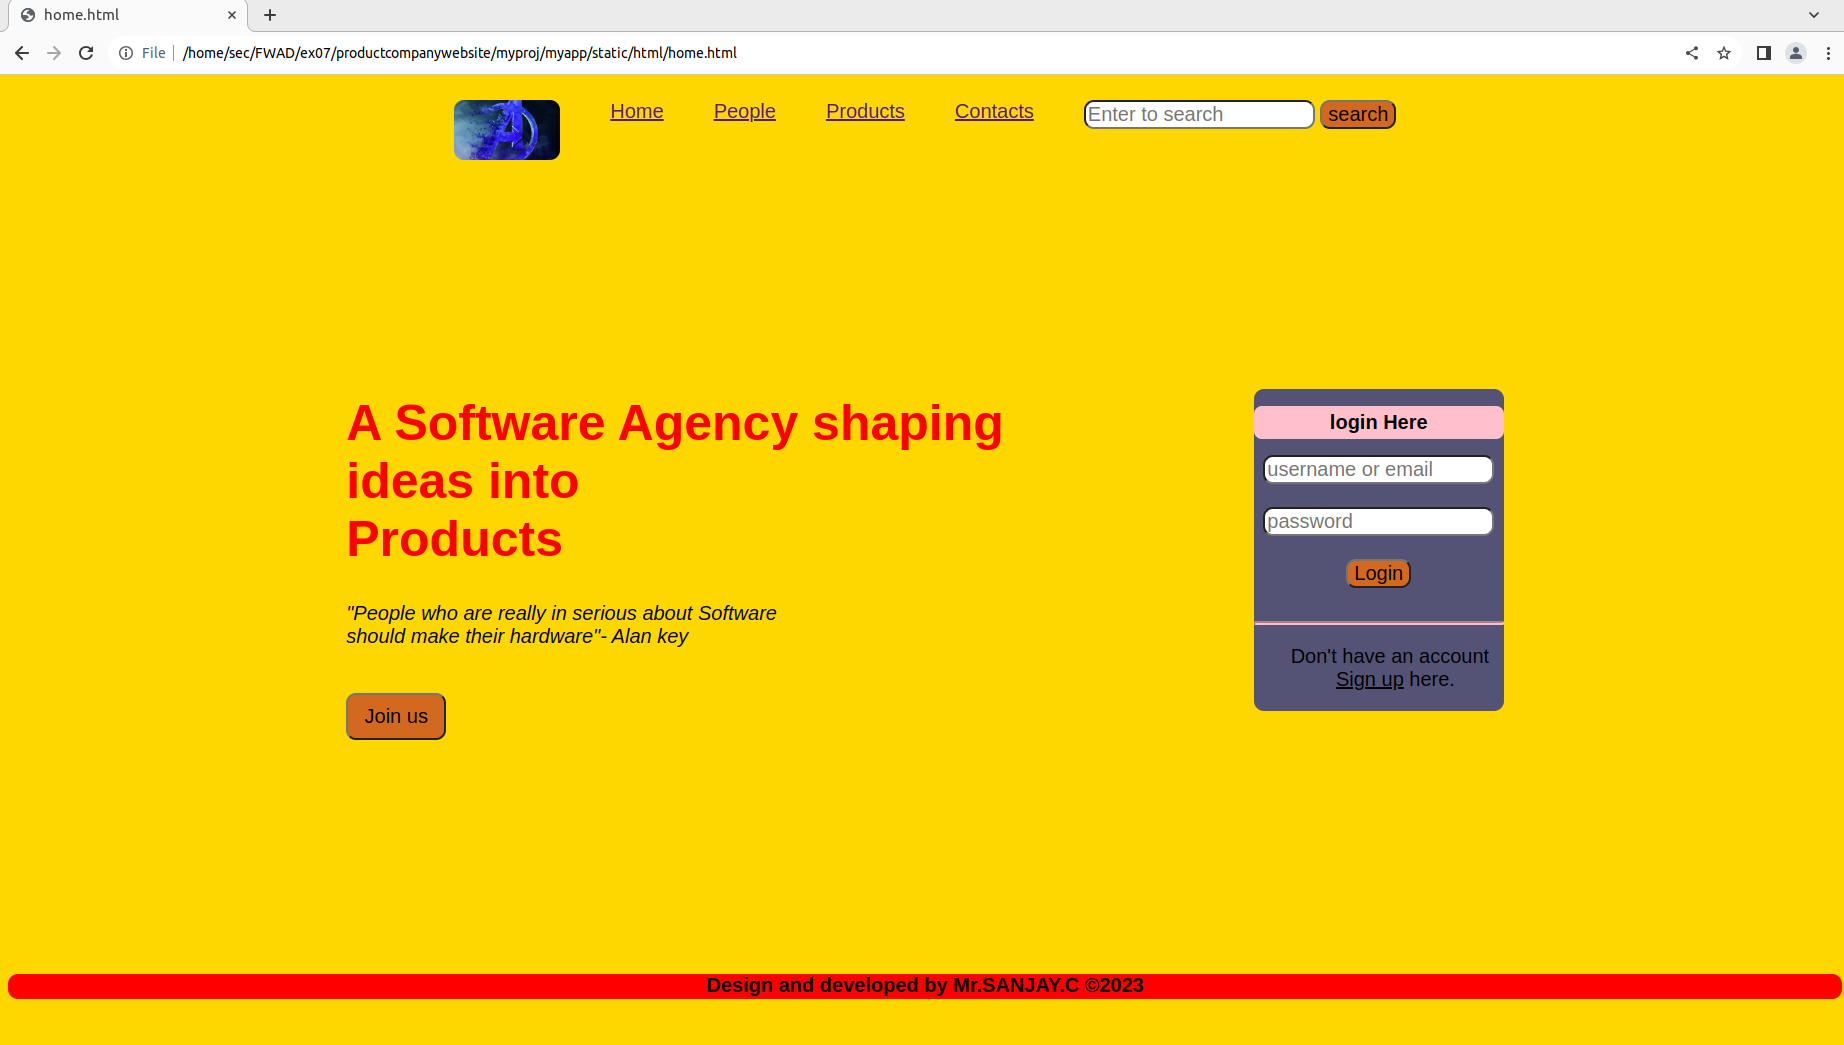 home.html
File /home/sec/FWAD/ex07/productcompanywebsite/myproj/myapp/static/html/home.html
Home People Products Contacts Enter to search search
A Software Agency shaping
ideas into
Products
"People who are really in serious about Software
should make their hardware"- Alan key
Join us
login Here
username or email
password
Login
Don't have an account
Sign up here.
Design and developed by Mr.SANJAY.C ©2023